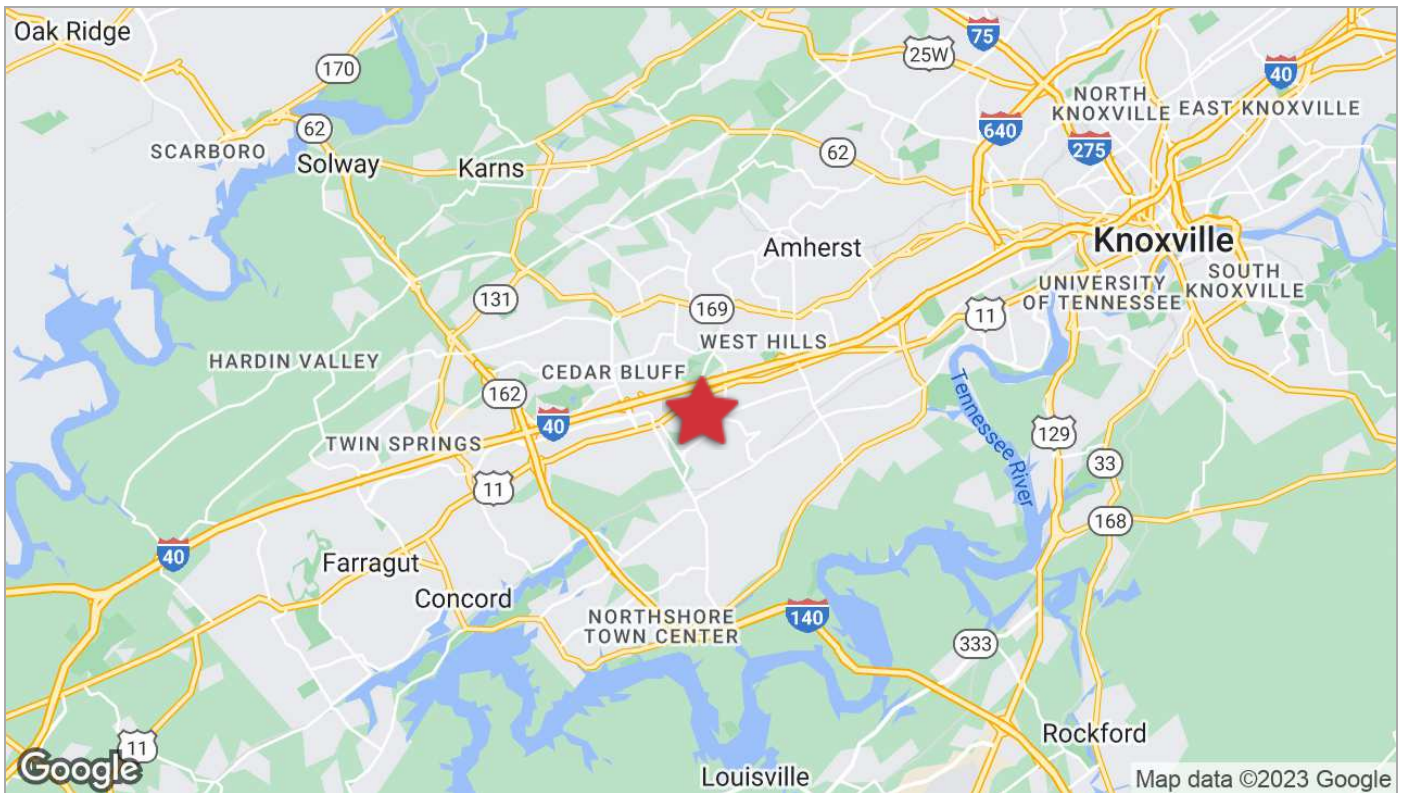 Oak Ridge
75
25W
40
170
NORTH
KNOXVILLE
EAST KNOXVILLE
62
640
SCARBORO
Solway
Karns
62
275
Amherst
Knoxville
UNIVERSITY
OF TENNESSEE
SOUTH
KNOXVILLE
131
169
11
WEST HILLS
HARDIN VALLEY
CEDAR BLUFF
162
40
Tennessee River
TWIN SPRINGS
129
33
11
168
40
Farragut
Concord
NORTHSHORE
TOWN CENTER
140
333
11
Rockford
Google
Louisville
Map data ©2023 Google